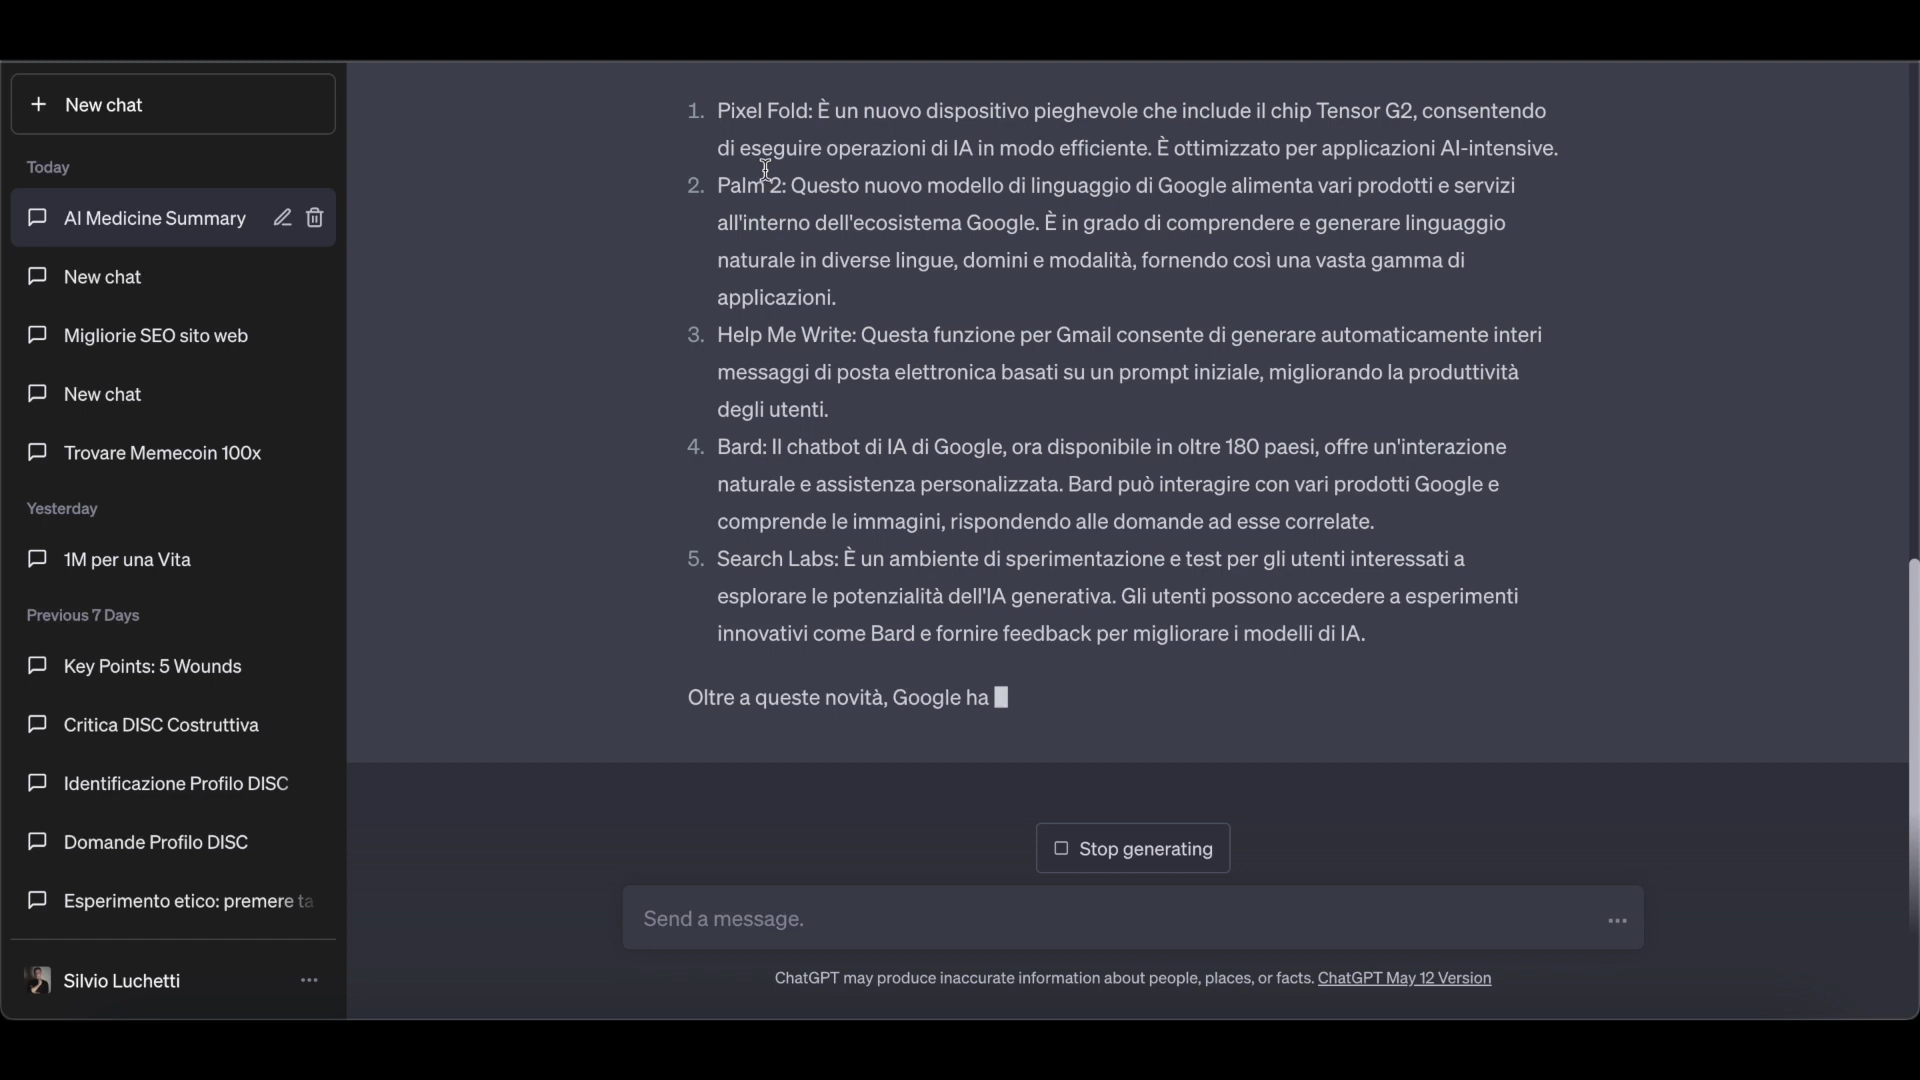 New chat
Today
AI Medicine Summary
New chat
Migliorie SEO sito web
New chat
Trovare Memecoin 100x
Yesterday
1M per una Vita
Previous 7 Days
Key Points: 5 Wounds
Critica DISC Costruttiva
Identificazione Profilo DISC
Domande Profilo DISC
Esperimento etico: premere ta
Silvio Luchetti
1. Pixel Fold: È un nuovo dispositivo pieghevole che include il chip Tensor G2, consentendo
di eseguire operazioni di IA in modo efficiente. È ottimizzato per applicazioni AI-intensive.
2. Palm 2: Questo nuovo modello di linguaggio di Google alimenta vari prodotti e servizi
all'interno dell'ecosistema Google. È in grado di comprendere e generare linguaggio
naturale in diverse lingue, domini e modalità, fornendo così una vasta gamma di
applicazioni.
3. Help Me Write: Questa funzione per Gmail consente di generare automaticamente interi
messaggi di posta elettronica basati su un prompt iniziale, migliorando la produttività
degli utenti.
4. Bard: Il chatbot di IA di Google, ora disponibile in oltre 180 paesi, offre un'interazione
naturale e assistenza personalizzata. Bard può interagire con vari prodotti Google e
comprende le immagini, rispondendo alle domande ad esse correlate.
5. Search Labs: È un ambiente di sperimentazione e test per gli utenti interessati a
esplorare le potenzialità dell'IA generativa. Gli utenti possono accedere a esperimenti
innovativi come Bard e fornire feedback per migliorare i modelli di IA.
Oltre a queste novità, Google ha
Stop generating
Send a message.
ChatGPT may produce inaccurate information about people, places, or facts. ChatGPT May 12 Version